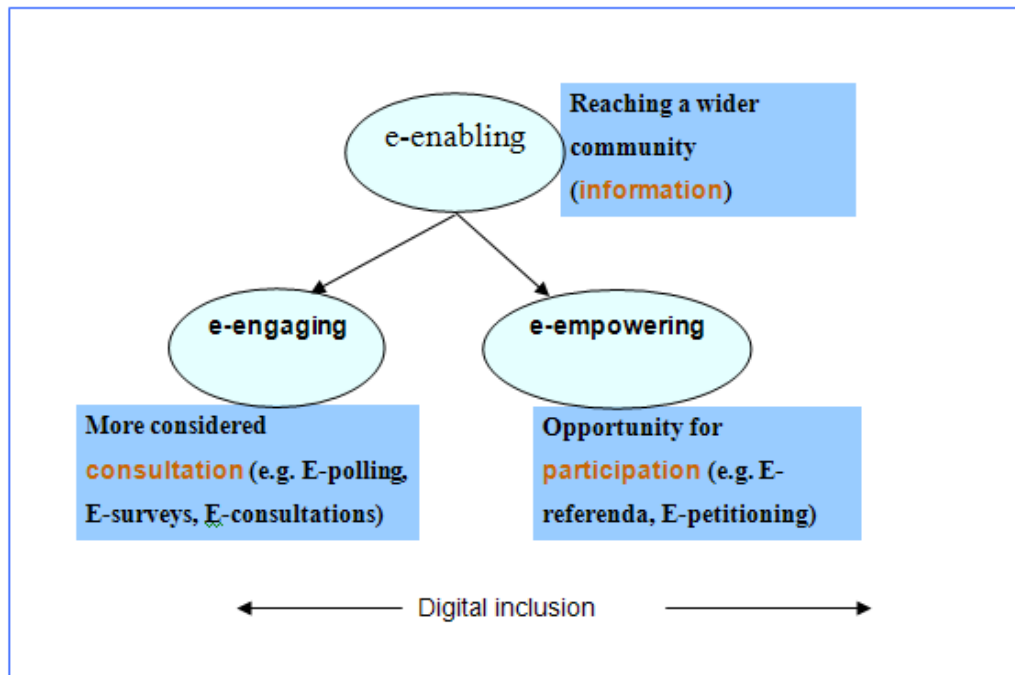 e-enabling
Reaching a wider
community
(information)
e-engaging
e-empowering
More considered
consultation (e.g. E-polling,
E-surveys, E-consultations)
Opportunity for
participation (e.g. E-
referenda, E-petitioning)
Digital inclusion